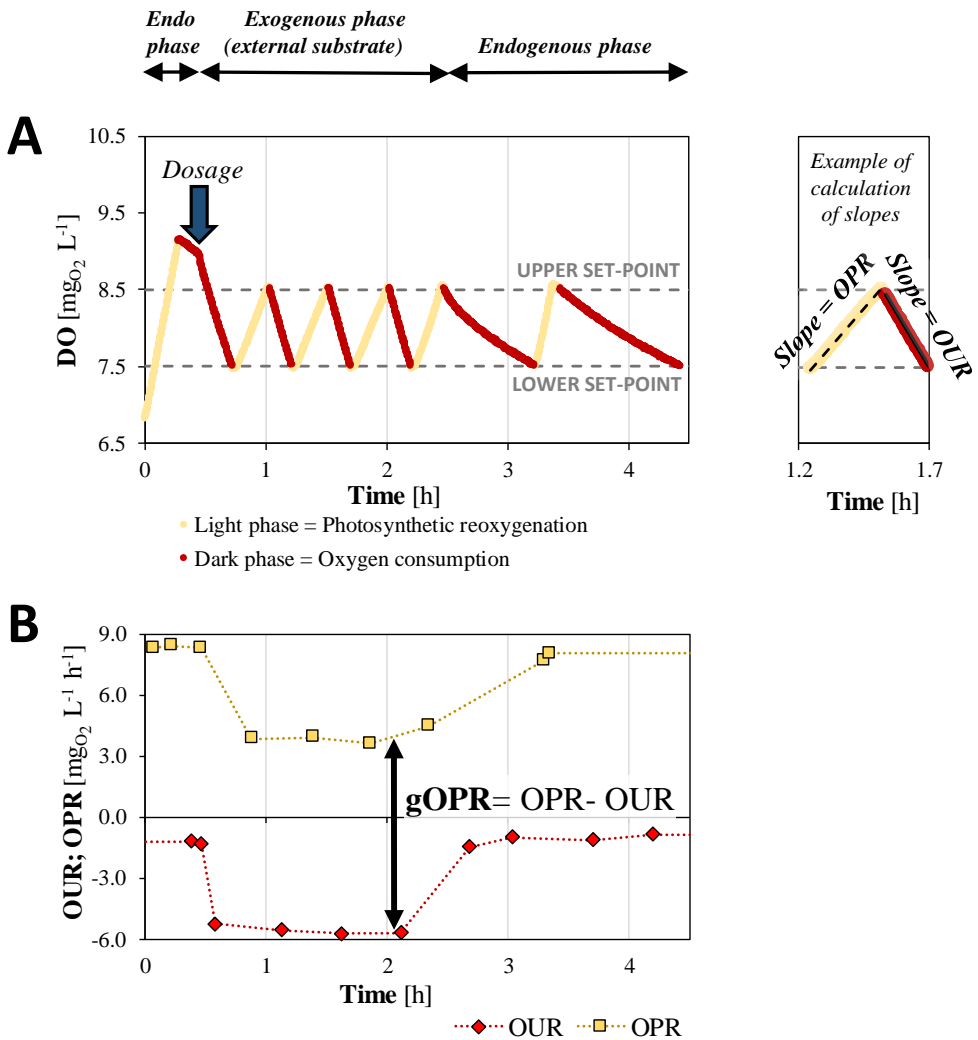 Endo phase
Exogenous phase
(external substrate)
Endogenous phase
A
10.5
9.5
8.5
7.5
6.5
DO [mgO₂ L⁻¹]
Dosage
UPPER SET-POINT
LOWER SET-POINT
0 1 2 3 4
Time [h]
Light phase = Photosynthetic reoxygenation
Dark phase = Oxygen consumption
Example of
calculation
of slopes
Slope = OPR
Slope = OUR
1.2 1.7
Time [h]
B
9.0
6.0
3.0
0.0
-3.0
-6.0
OUR; OPR [mgO₂ L⁻¹ h⁻¹]
gOPR= OPR- OUR
0 1 2 3 4
Time [h]
OUR OPR